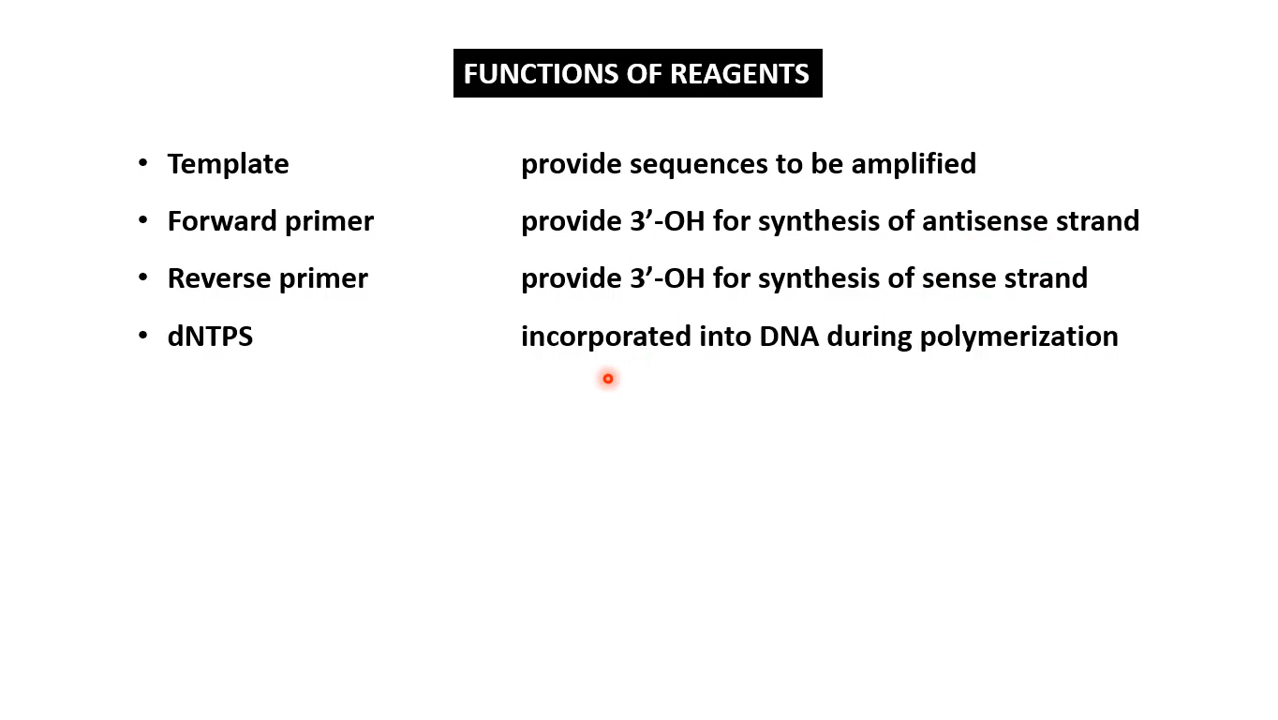 FUNCTIONS OF REAGENTS
• Template provide sequences to be amplified
• Forward primer provide 3’-OH for synthesis of antisense strand
• Reverse primer provide 3’-OH for synthesis of sense strand
• dNTPS incorporated into DNA during polymerization